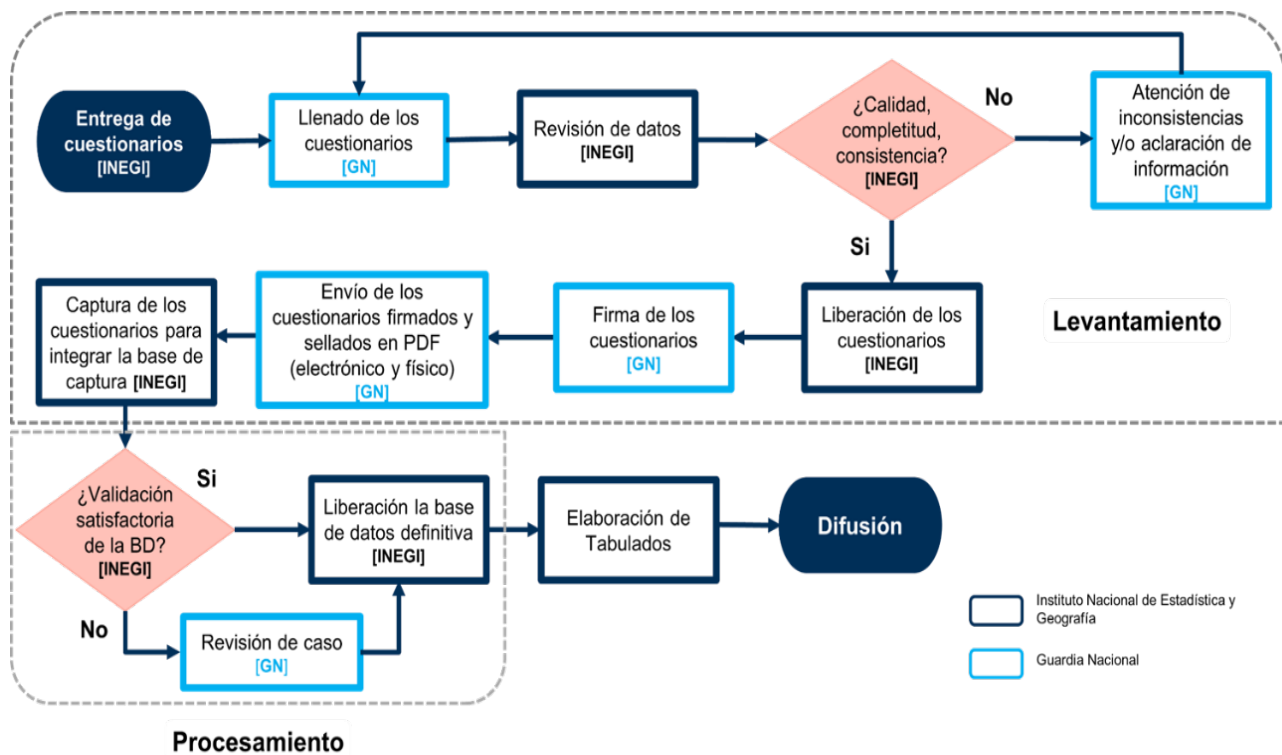 Entrega de
cuestionarios
[INEGI]
Llenado de los
cuestionarios
[GN]
Revisión de datos
[INEGI]
¿Calidad,
completitud,
consistencia?
[INEGI]
No
Atención de
inconsistencias
y/o aclaración de
información
[GN]
Si
Captura de los
cuestionarios para
integrar la base de
captura [INEGI]
Envío de los
cuestionarios firmados y
sellados en PDF
(electrónico y físico)
[GN]
Firma de los
cuestionarios
[GN]
Liberación de los
cuestionarios
[INEGI]
Levantamiento
¿Validación
satisfactoria
de la BD?
[INEGI]
Si
Liberación la base
de datos definitiva
[INEGI]
Elaboración de
Tabulados
Difusión
No
Revisión de caso
[GN]
Instituto Nacional de Estadística y
Geografía
Guardia Nacional
Procesamiento